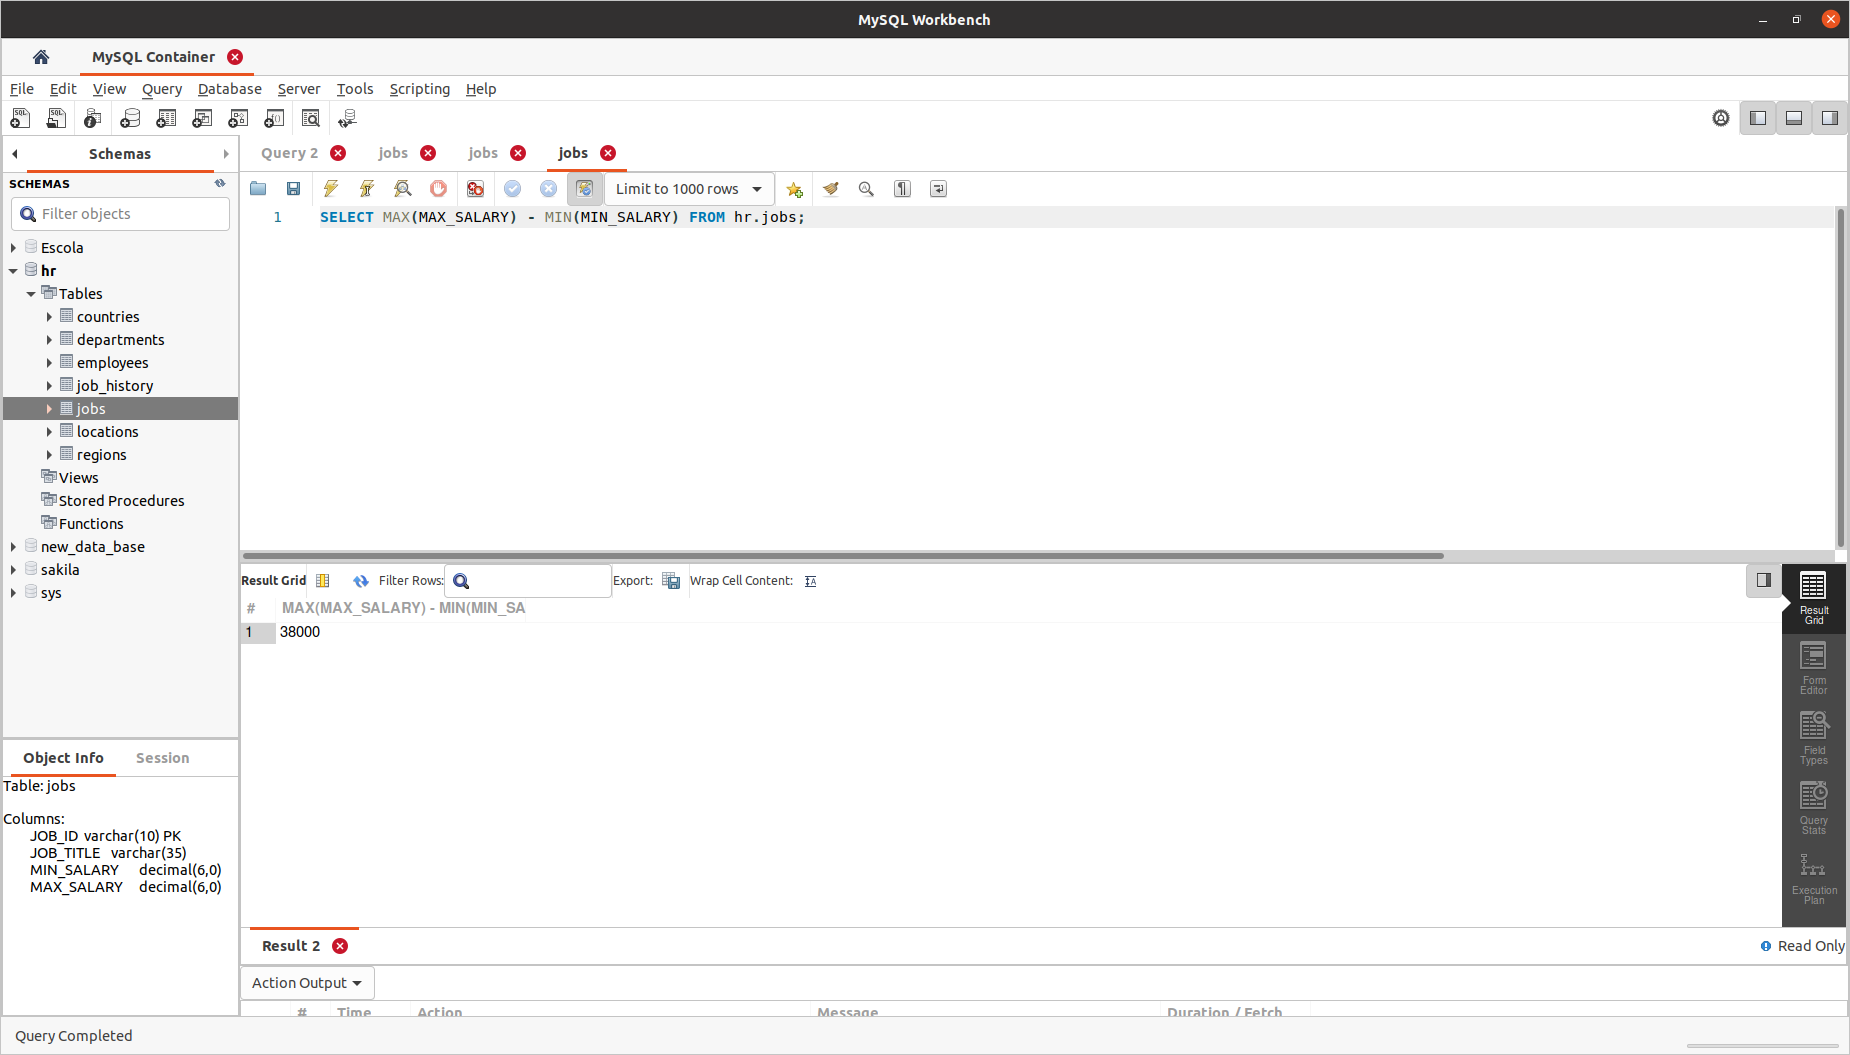 MySQL Workbench
MySQL Container
File Edit View Query Database Server Tools Scripting Help
Schemas
Query 2 jobs jobs jobs
SCHEMAS
Filter objects
Limit to 1000 rows
1 SELECT MAX(MAX_SALARY) - MIN(MIN_SALARY) FROM hr.jobs;
Escola
hr
Tables
countries
departments
employees
job_history
jobs
locations
regions
Views
Stored Procedures
Functions
new_data_base
sakila
sys
Result Grid Filter Rows: Export: Wrap Cell Content:
# MAX(MAX_SALARY) - MIN(MIN_SA
1 38000
Result
Grid
Form
Editor
Field
Types
Query
Stats
Execution
Plan
Object Info Session
Table: jobs
Columns:
JOB_ID varchar(10) PK
JOB_TITLE varchar(35)
MIN_SALARY decimal(6,0)
MAX_SALARY decimal(6,0)
Result 2
Read Only
Action Output
# Time Action Message Duration / Fetch
Query Completed